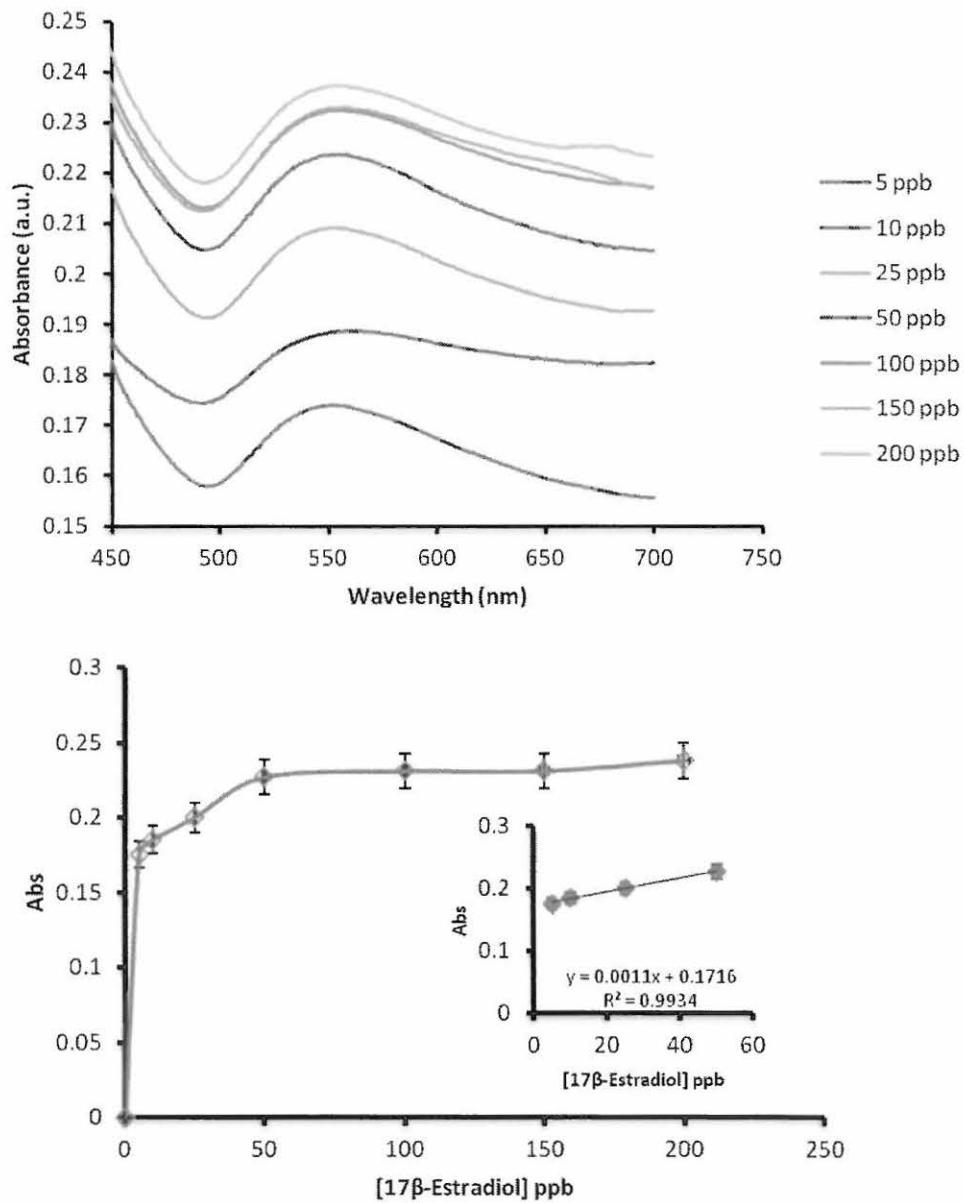 0.25
0.24
0.23
0.22
0.21
0.2
0.19
0.18
0.17
0.16
0.15
Absorbance (a.u.)
450 500 550 600 650 700 750
Wavelength (nm)
5 ppb
10 ppb
25 ppb
50 ppb
100 ppb
150 ppb
200 ppb
0.3
0.25
0.2
0.15
0.1
0.05
0
Abs
0 50 100 150 200 250
[17β-Estradiol] ppb
0.3
0.2
0.1
0
Abs
y = 0.0011x + 0.1716
R² = 0.9934
0 20 40 60
[17β-Estradiol] ppb